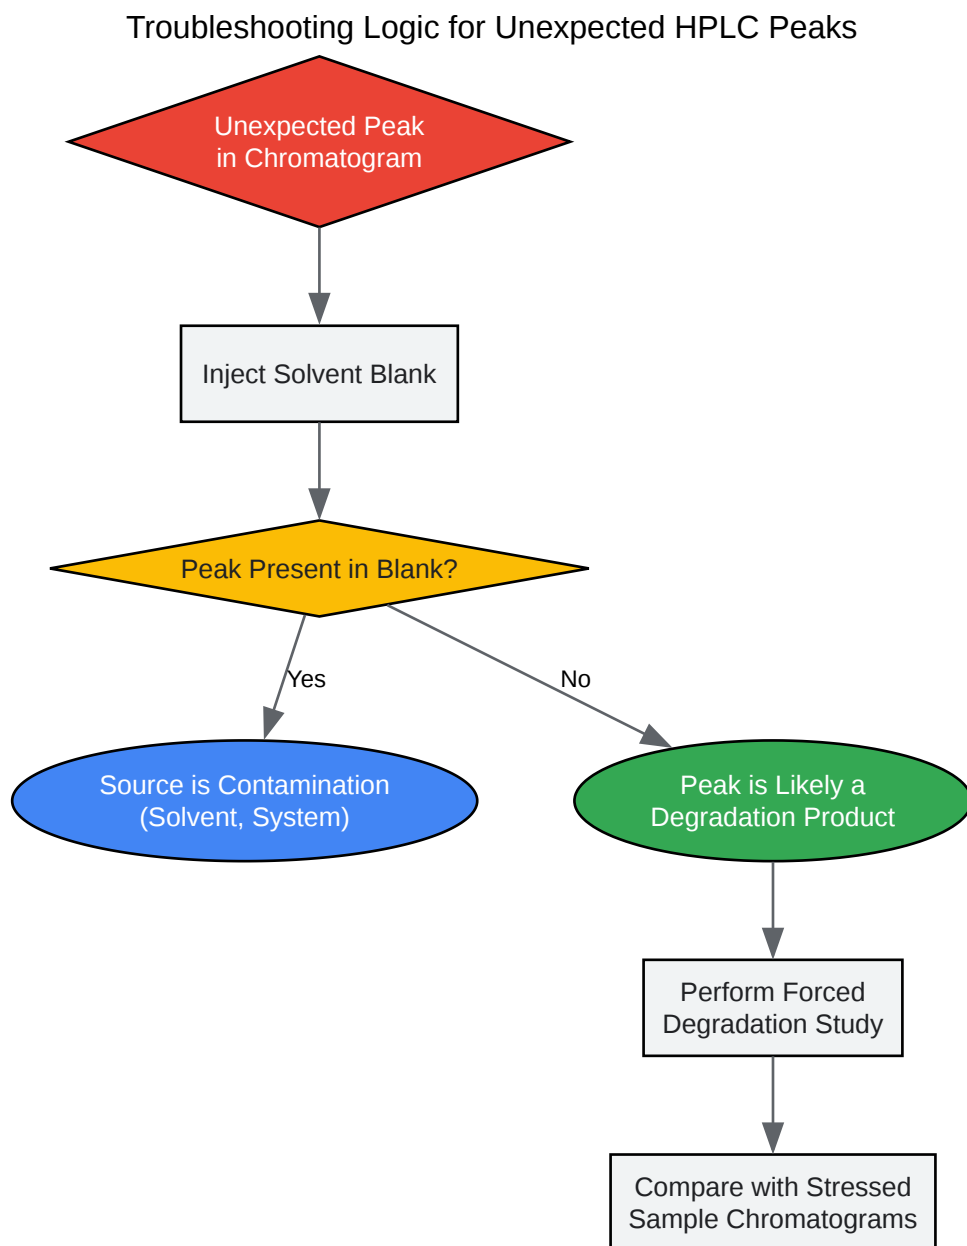 Troubleshooting Logic for Unexpected HPLC Peaks
Unexpected Peak
in Chromatogram
Inject Solvent Blank
Peak Present in Blank?
Yes
No
Source is Contamination
(Solvent, System)
Peak is Likely a
Degradation Product
Perform Forced
Degradation Study
Compare with Stressed
Sample Chromatograms